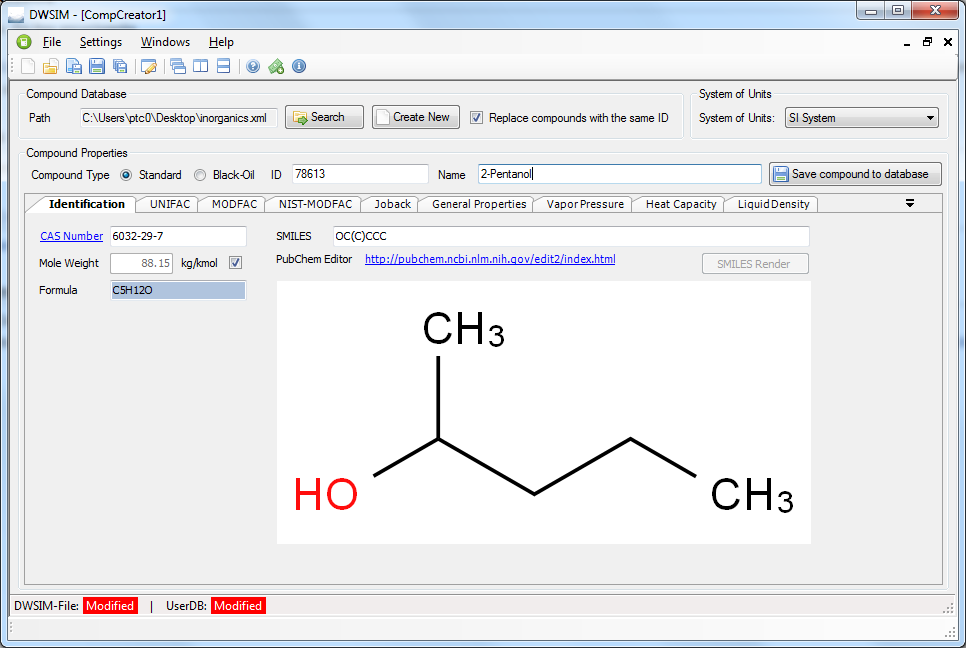 DWSIM - [CompCreator1]
File Settings Windows Help
Compound Database
Path C:\Users\ptc0\Desktop\inorganics.xml Search Create New Replace compounds with the same ID
System of Units
System of Units: SI System
Compound Properties
Compound Type Standard Black-Oil ID 78613 Name 2-Pentanol Save compound to database
Identification UNIFAC MODFAC NIST-MODFAC Joback General Properties Vapor Pressure Heat Capacity Liquid Density
CAS Number 6032-29-7 SMILES OC(C)CCC
Mole Weight 88.15 kg/kmol PubChem Editor http://pubchem.ncbi.nlm.nih.gov/edit2/index.html SMILES Render
Formula C5H12O
CH3
HO
CH3
DWSIM-File: Modified | UserDB: Modified